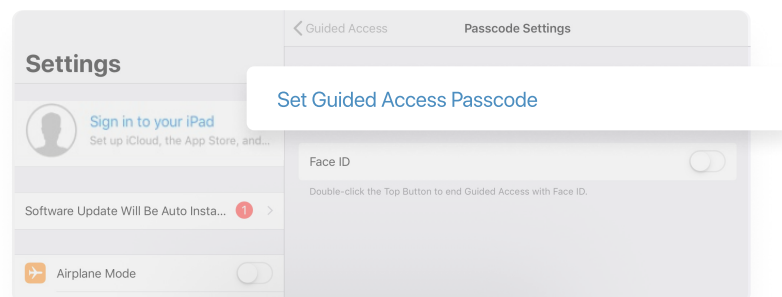 Guided Access
Passcode Settings
Settings
Set Guided Access Passcode
Sign in to your iPad
Set up iCloud, the App Store, and...
Face ID
Double-click the Top Button to end Guided Access with Face ID.
Software Update Will Be Auto Insta...
1
Airplane Mode